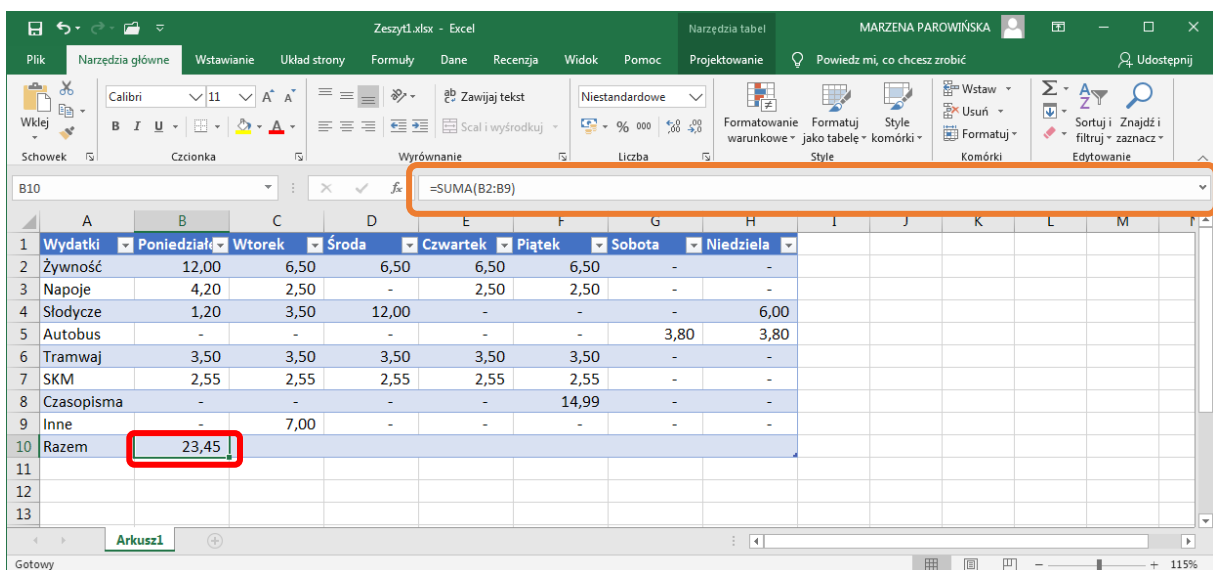 Zeszyt1.xlsx - Excel
Narzędzia tabel
MARZENA PAROWIŃSKA
Plik Narzędzia główne Wstawianie Układ strony Formuły Dane Recenzja Widok Pomoc Projektowanie Powiedz mi, co chcesz zrobić Udostępnij
Wklej
Calibri 11 A A
B I U A
Zawijaj tekst
Scal i wyśrodkuj
Niestandardowe
% 000
Formatowanie warunkowe
Formatuj jako tabelę
Style komórki
Wstaw
Usuń
Formatuj
Sortuj i filtruj
Znajdź i zaznacz
Schowek Czcionka Wyrównanie Liczba Style Komórki Edytowanie
B10 fx =SUMA(B2:B9)
A B C D E F G H I J K L M
1 Wydatki Poniedziałe Wtorek Środa Czwartek Piątek Sobota Niedziela
2 Żywność 12,00 6,50 6,50 6,50 6,50 - -
3 Napoje 4,20 2,50 - 2,50 2,50 - -
4 Słodycze 1,20 3,50 12,00 - - - 6,00
5 Autobus - - - - - 3,80 3,80
6 Tramwaj 3,50 3,50 3,50 3,50 3,50 - -
7 SKM 2,55 2,55 2,55 2,55 2,55 - -
8 Czasopisma - - - - 14,99 - -
9 Inne - 7,00 - - - - -
10 Razem 23,45
11
12
13
Arkusz1
Gotowy 115%